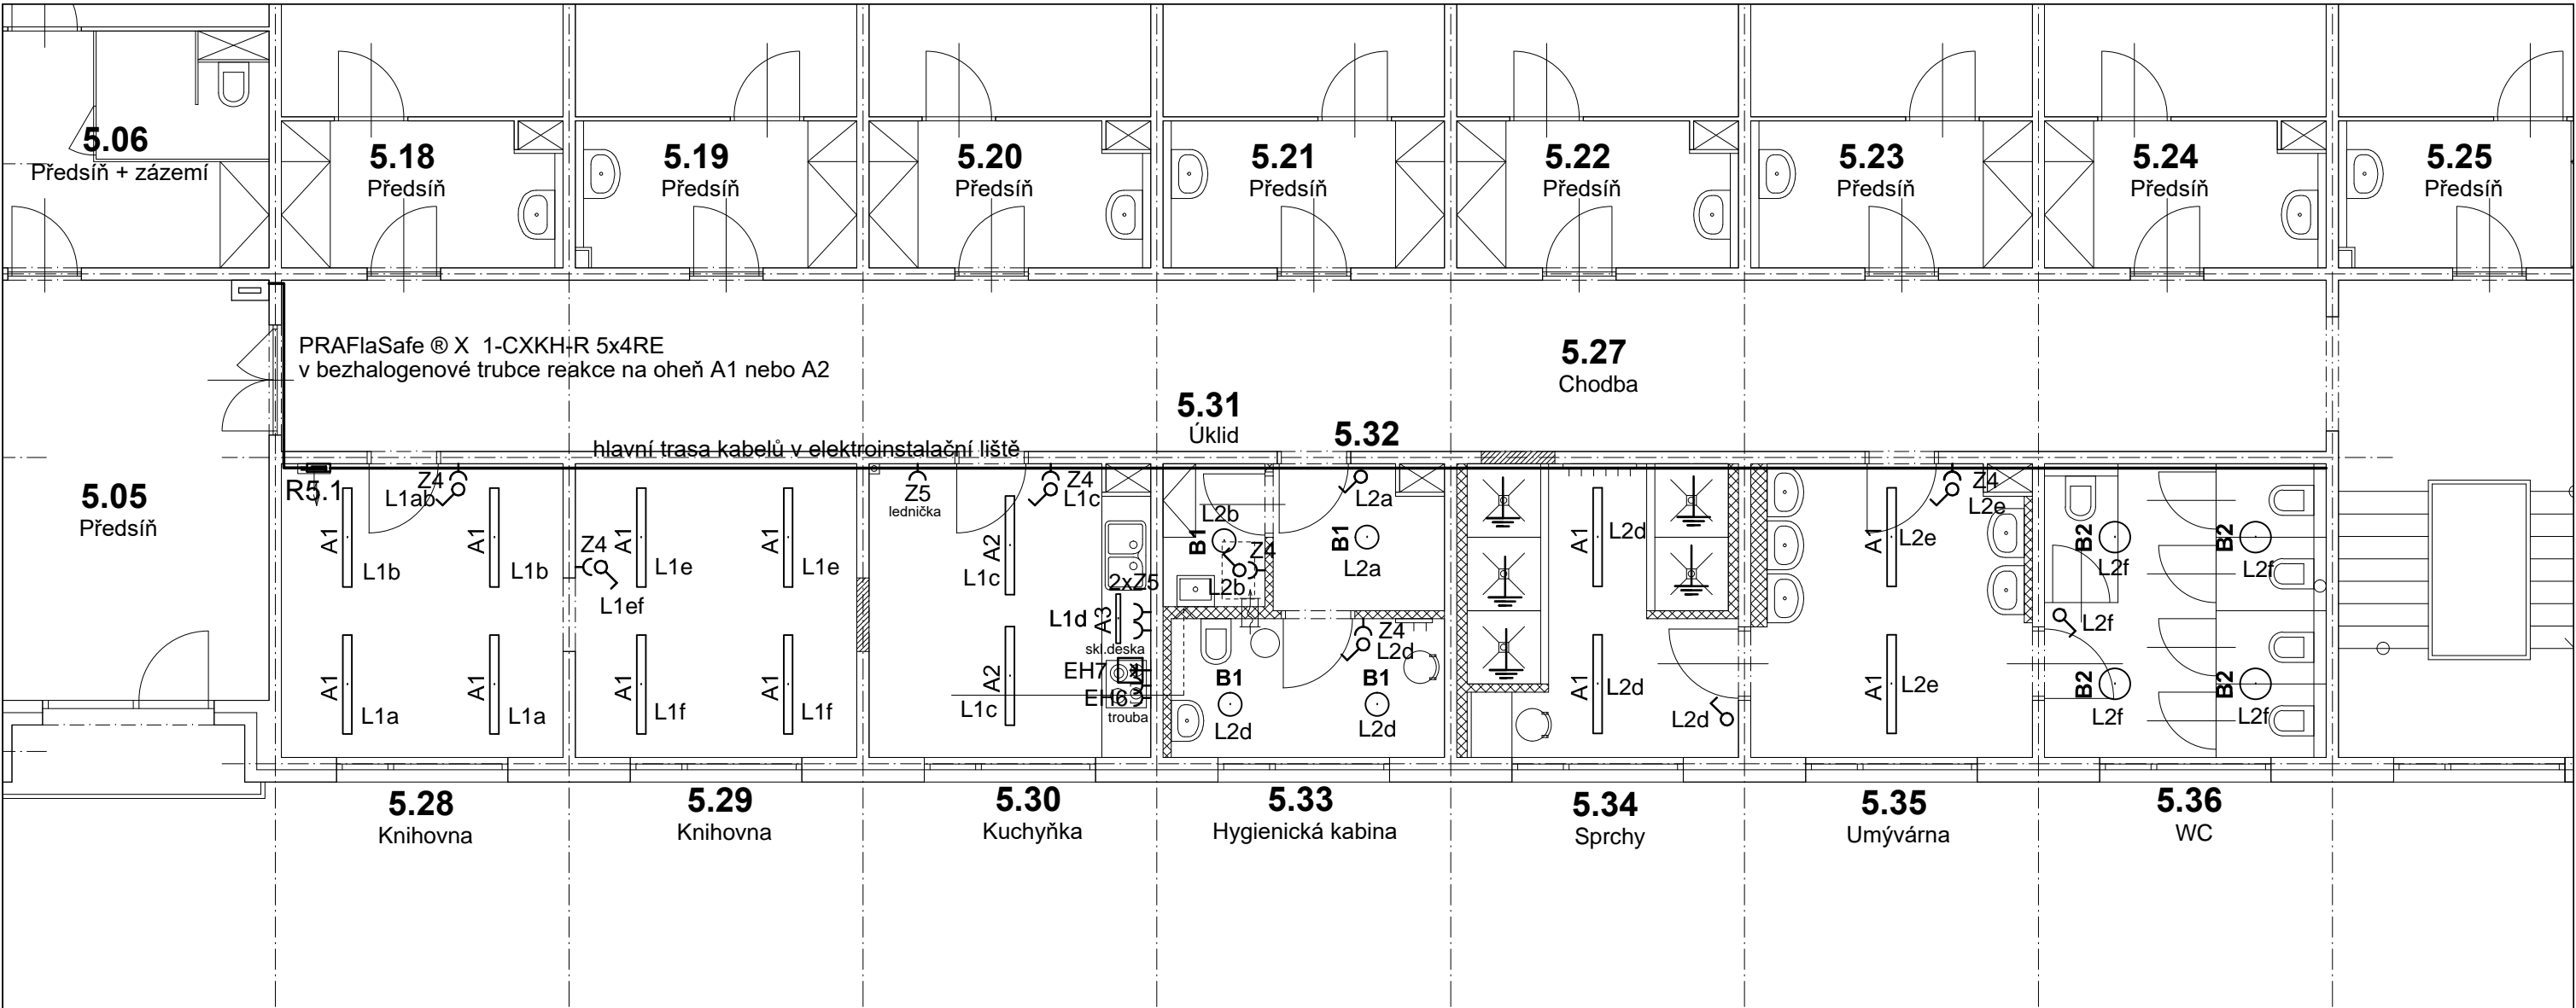 5.06
Předsíň + zázemí
5.18
Předsíň
5.19
Předsíň
5.20
Předsíň
5.21
Předsíň
5.22
Předsíň
5.23
Předsíň
5.24
Předsíň
5.25
Předsíň
PRAFlaSafe ® X 1-CXKH-R 5x4RE
v bezhalogenové trubce reakce na oheň A1 nebo A2
5.27
Chodba
5.31
Úklid
5.32
hlavní trasa kabelů v elektroinstalační liště
5.05
Předsíň
R5.1
L1ab
Z4
A1
L1b
A1
L1b
A1
L1a
A1
L1a
Z4
L1ef
A1
L1e
A1
L1e
A1
L1f
A1
L1f
Z5
lednička
Z4
L1c
A2
L1c
A2
L1c
2xZ5
L1d
A3
skl.deska
EH7
EH6
trouba
L2b
B1
Z4
L2b
L2a
B1
L2a
Z4
L2d
B1
L2d
B1
L2d
A1
L2d
A1
L2d
L2d
Z4
L2e
A1
L2e
A1
L2e
B2
L2f
B2
L2f
L2f
B2
L2f
B2
L2f
5.28
Knihovna
5.29
Knihovna
5.30
Kuchyňka
5.33
Hygienická kabina
5.34
Sprchy
5.35
Umývárna
5.36
WC